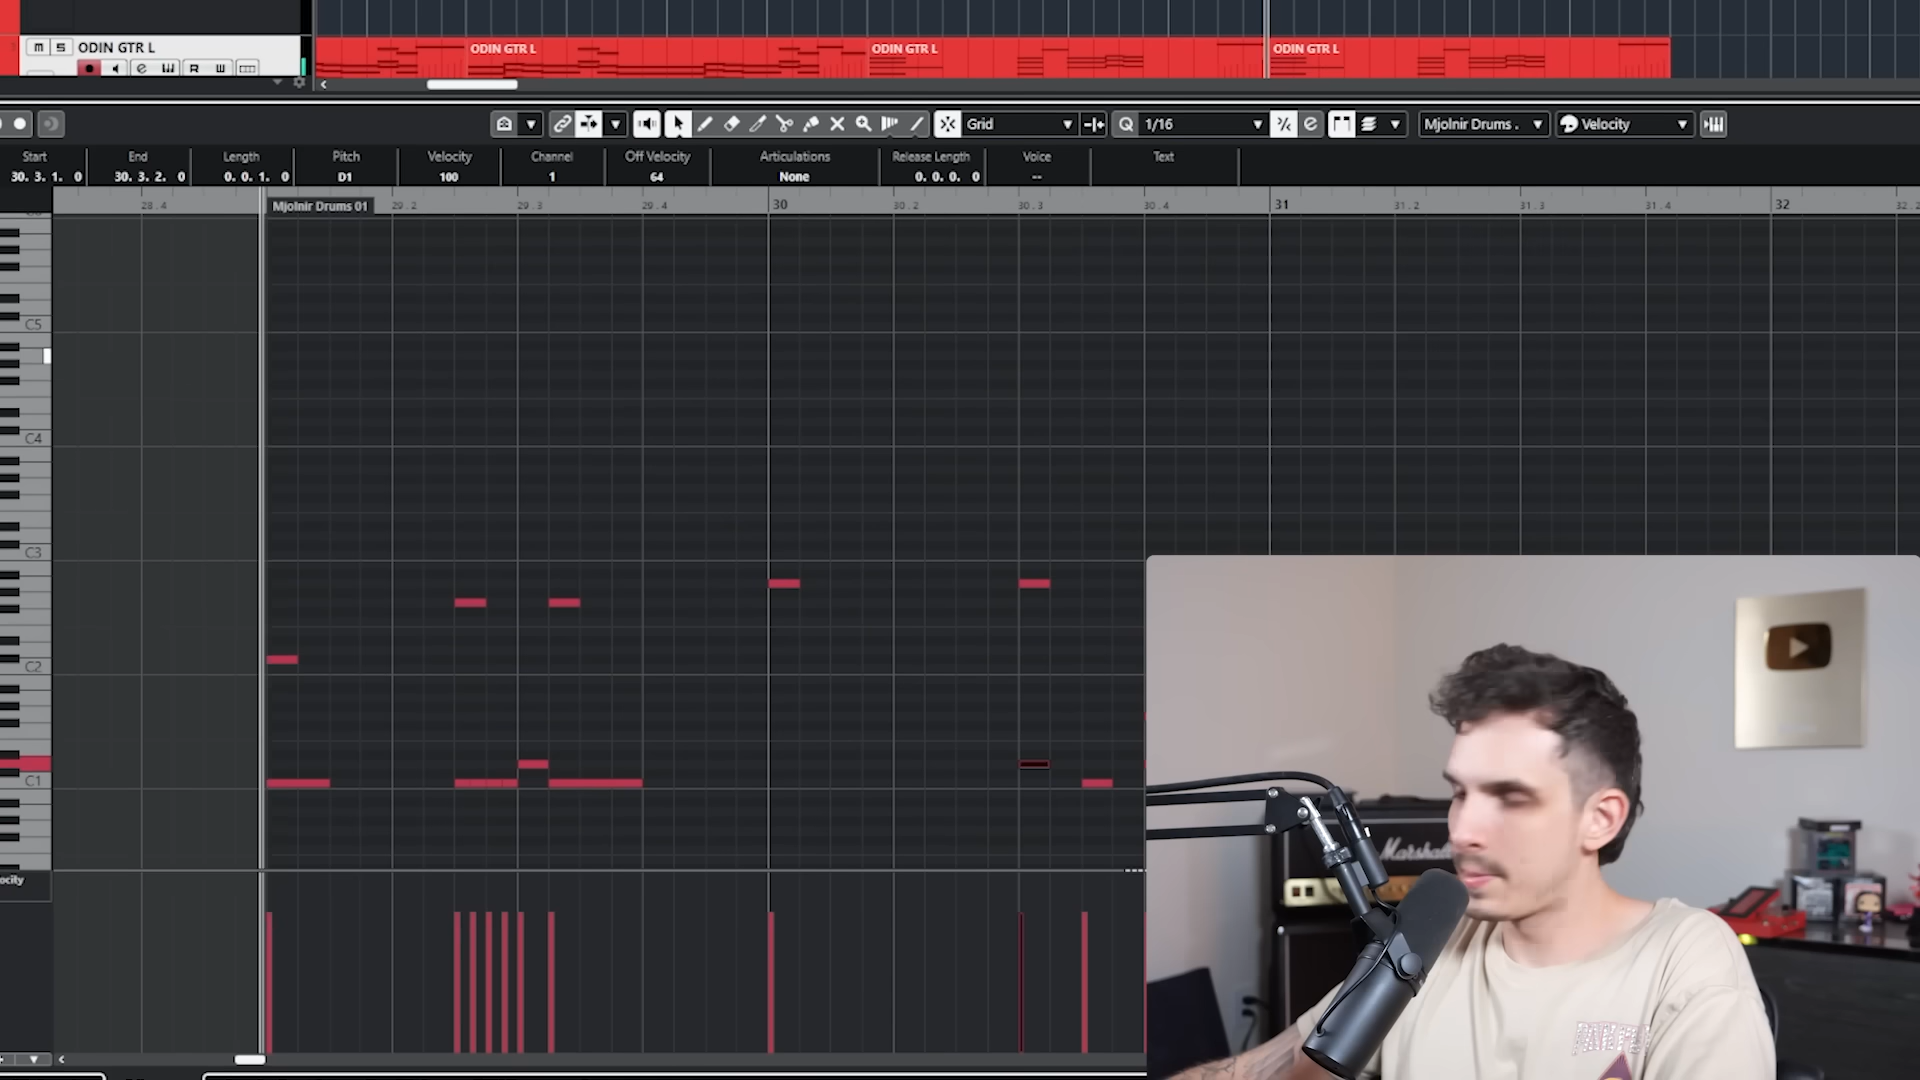 m S ODIN GTR L
R W
ODIN GTR L
ODIN GTR L
ODIN GTR L
Grid
Q 1/16
Mjolnir Drums .
Velocity
Start End Length Pitch Velocity Channel Off Velocity Articulations Release Length Voice Text
30. 3. 1. 0 30. 3. 2. 0 0. 0. 1. 0 D1 100 1 64 None 0. 0. 0. 0 --
28.4 Mjolnir Drums 01 29.2 29.3 29.4 30 30.2 30.3 30.4 31 31.2 31.3 31.4 32 32.2
C5
C4
C3
C2
C1
ocity
Marshall